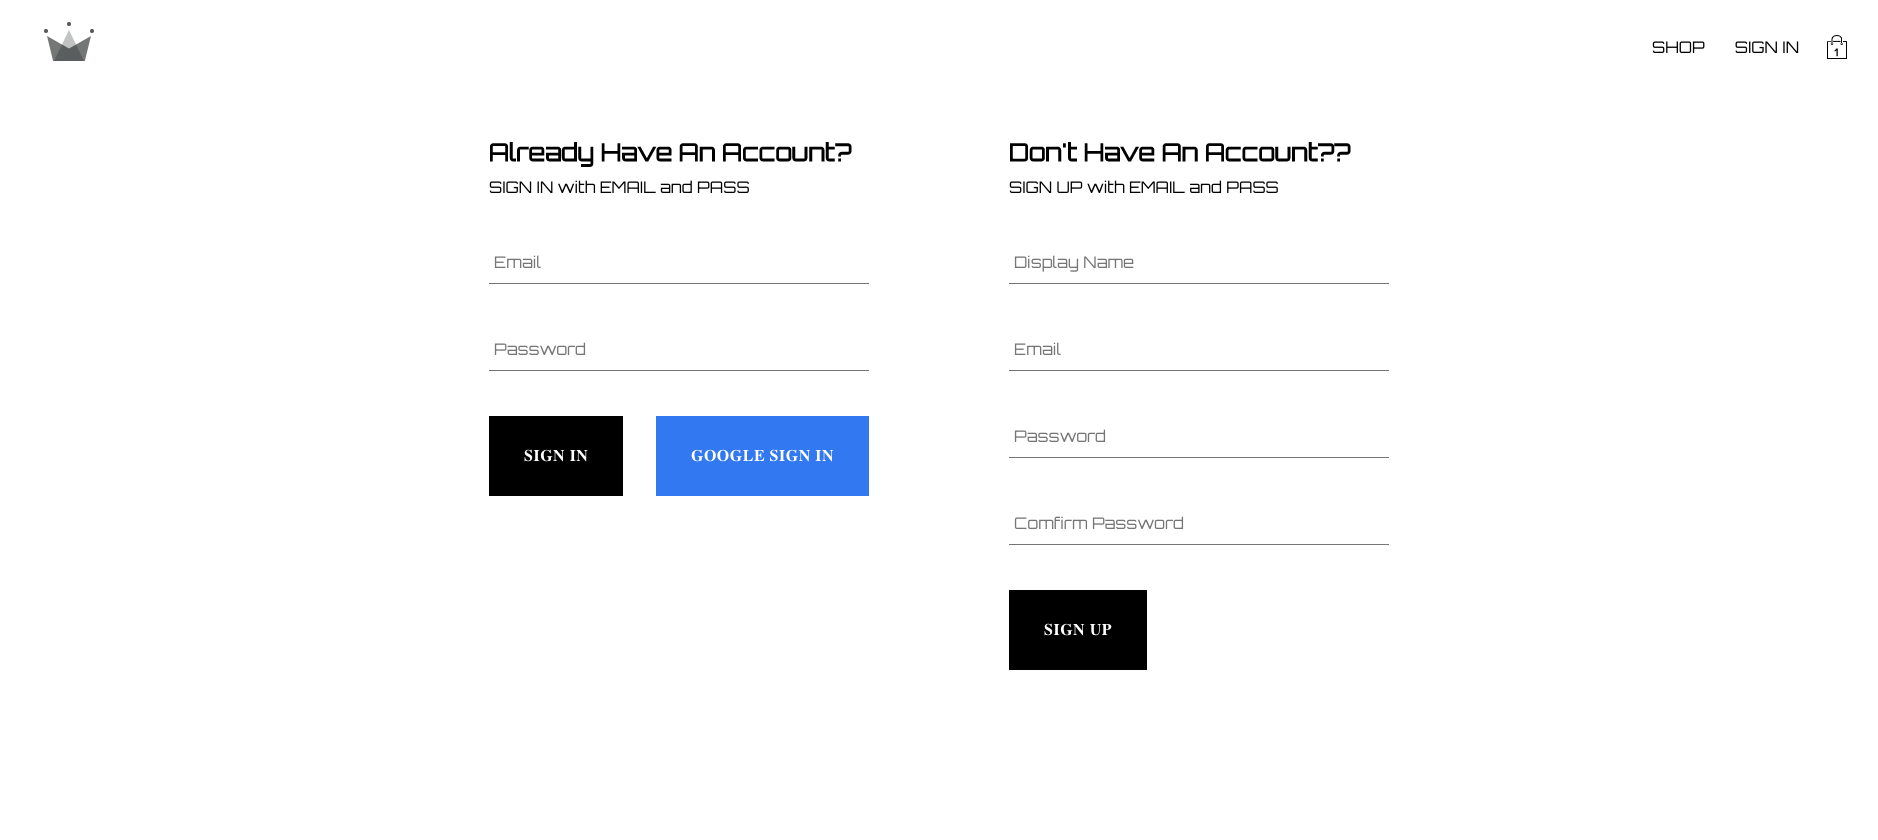 SHOP
SIGN IN
1
Already Have An Account?
SIGN IN with EMAIL and PASS
Email
Password
SIGN IN
GOOGLE SIGN IN
Don't Have An Account??
SIGN UP with EMAIL and PASS
Display Name
Email
Password
Comfirm Password
SIGN UP